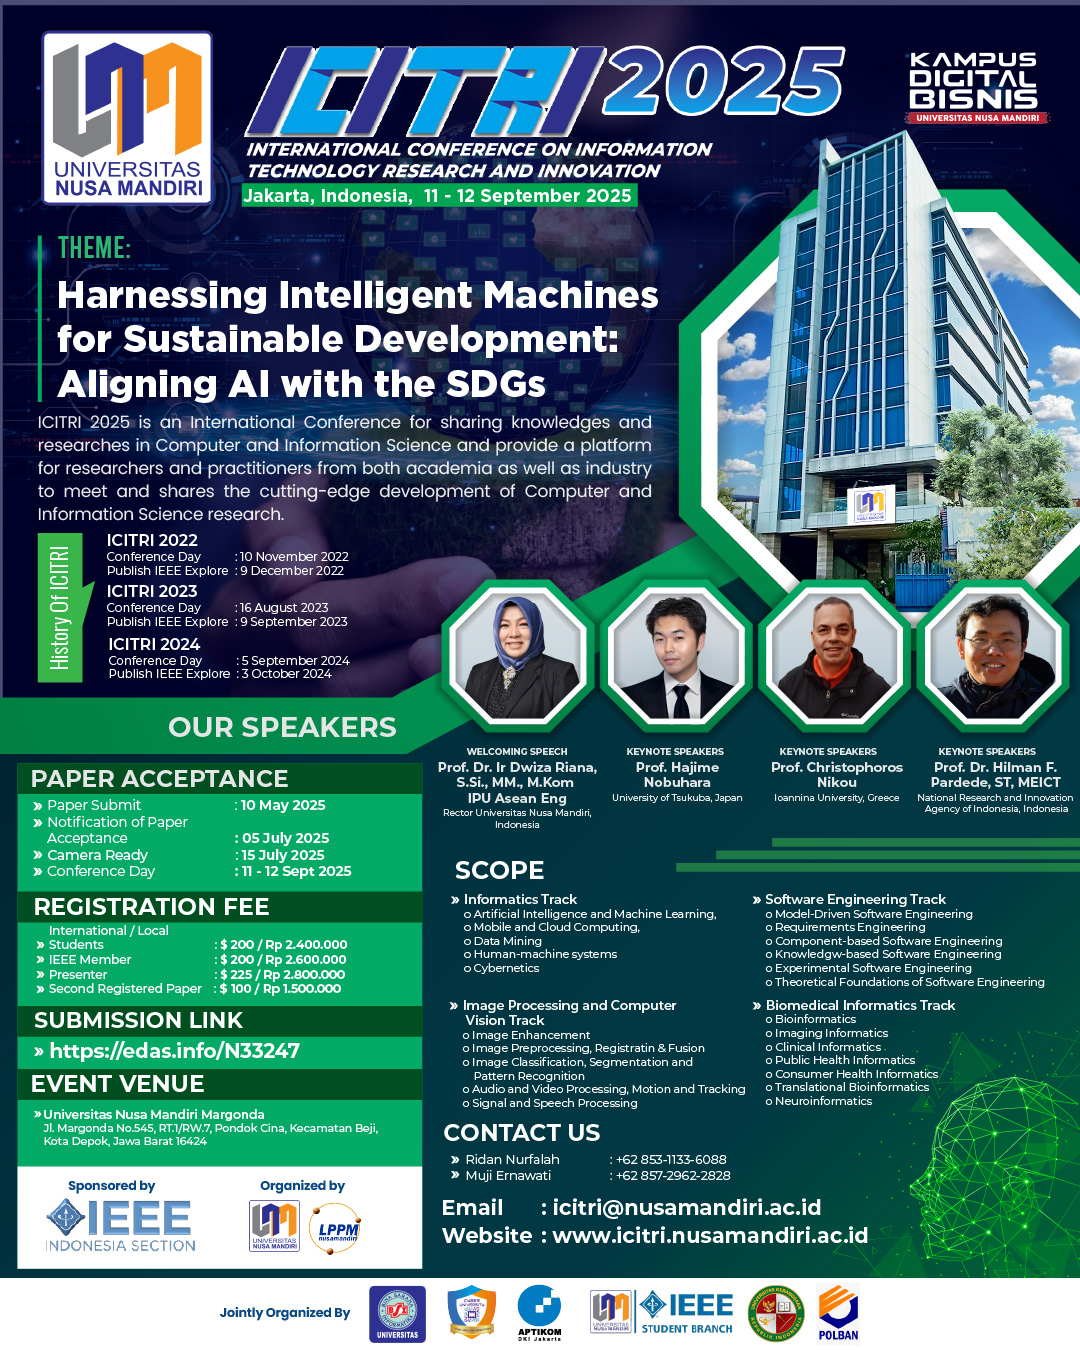 UNIVERSITAS
NUSA MANDIRI
ICITRI 2025
INTERNATIONAL CONFERENCE ON INFORMATION
TECHNOLOGY RESEARCH AND INNOVATION
Jakarta, Indonesia, 11 - 12 September 2025
KAMPUS
DIGITAL
BISNIS
UNIVERSITAS NUSA MANDIRI
THEME:
Harnessing Intelligent Machines
for Sustainable Development:
Aligning AI with the SDGs
ICITRI 2025 is an International Conference for sharing knowledges and
researches in Computer and Information Science and provide a platform
for researchers and practitioners from both academia as well as industry
to meet and shares the cutting-edge development of Computer and
Information Science research.
History Of ICITRI
ICITRI 2022
Conference Day : 10 November 2022
Publish IEEE Explore : 9 December 2022
ICITRI 2023
Conference Day : 16 August 2023
Publish IEEE Explore : 9 September 2023
ICITRI 2024
Conference Day : 5 September 2024
Publish IEEE Explore : 3 October 2024
UNIVERSITAS
NUSA MANDIRI
OUR SPEAKERS
WELCOMING SPEECH
Prof. Dr. Ir Dwiza Riana,
S.Si., MM., M.Kom
IPU Asean Eng
Rector Universitas Nusa Mandiri,
Indonesia
KEYNOTE SPEAKERS
Prof. Hajime
Nobuhara
University of Tsukuba, Japan
KEYNOTE SPEAKERS
Prof. Christophoros
Nikou
Ioannina University, Greece
KEYNOTE SPEAKERS
Prof. Dr. Hilman F.
Pardede, ST, MEICT
National Research and Innovation
Agency of Indonesia, Indonesia
PAPER ACCEPTANCE
» Paper Submit : 10 May 2025
» Notification of Paper
Acceptance : 05 July 2025
» Camera Ready : 15 July 2025
» Conference Day : 11 - 12 Sept 2025
REGISTRATION FEE
International / Local
» Students : $ 200 / Rp 2.400.000
» IEEE Member : $ 200 / Rp 2.600.000
» Presenter : $ 225 / Rp 2.800.000
» Second Registered Paper : $ 100 / Rp 1.500.000
SUBMISSION LINK
» https://edas.info/N33247
EVENT VENUE
» Universitas Nusa Mandiri Margonda
Jl. Margonda No.545, RT.1/RW.7, Pondok Cina, Kecamatan Beji,
Kota Depok, Jawa Barat 16424
Sponsored by
IEEE
INDONESIA SECTION
Organized by
UNIVERSITAS
NUSA MANDIRI
LPPM
nusamandiri
SCOPE
» Informatics Track
o Artificial Intelligence and Machine Learning,
o Mobile and Cloud Computing,
o Data Mining
o Human-machine systems
o Cybernetics
» Image Processing and Computer
Vision Track
o Image Enhancement
o Image Preprocessing, Registratin & Fusion
o Image Classification, Segmentation and
Pattern Recognition
o Audio and Video Processing, Motion and Tracking
o Signal and Speech Processing
» Software Engineering Track
o Model-Driven Software Engineering
o Requirements Engineering
o Component-based Software Engineering
o Knowledgw-based Software Engineering
o Experimental Software Engineering
o Theoretical Foundations of Software Engineering
» Biomedical Informatics Track
o Bioinformatics
o Imaging Informatics
o Clinical Informatics
o Public Health Informatics
o Consumer Health Informatics
o Translational Bioinformatics
o Neuroinformatics
CONTACT US
» Ridan Nurfalah : +62 853-1133-6088
» Muji Ernawati : +62 857-2962-2828
Email : icitri@nusamandiri.ac.id
Website : www.icitri.nusamandiri.ac.id
Jointly Organized By
UNIVERSITAS
CYBER
UNIVERSITY
APTIKOM
DKI Jakarta
UNIVERSITAS
NUSA MANDIRI
IEEE
STUDENT BRANCH
REPUBLIK INDONESIA
POLBAN